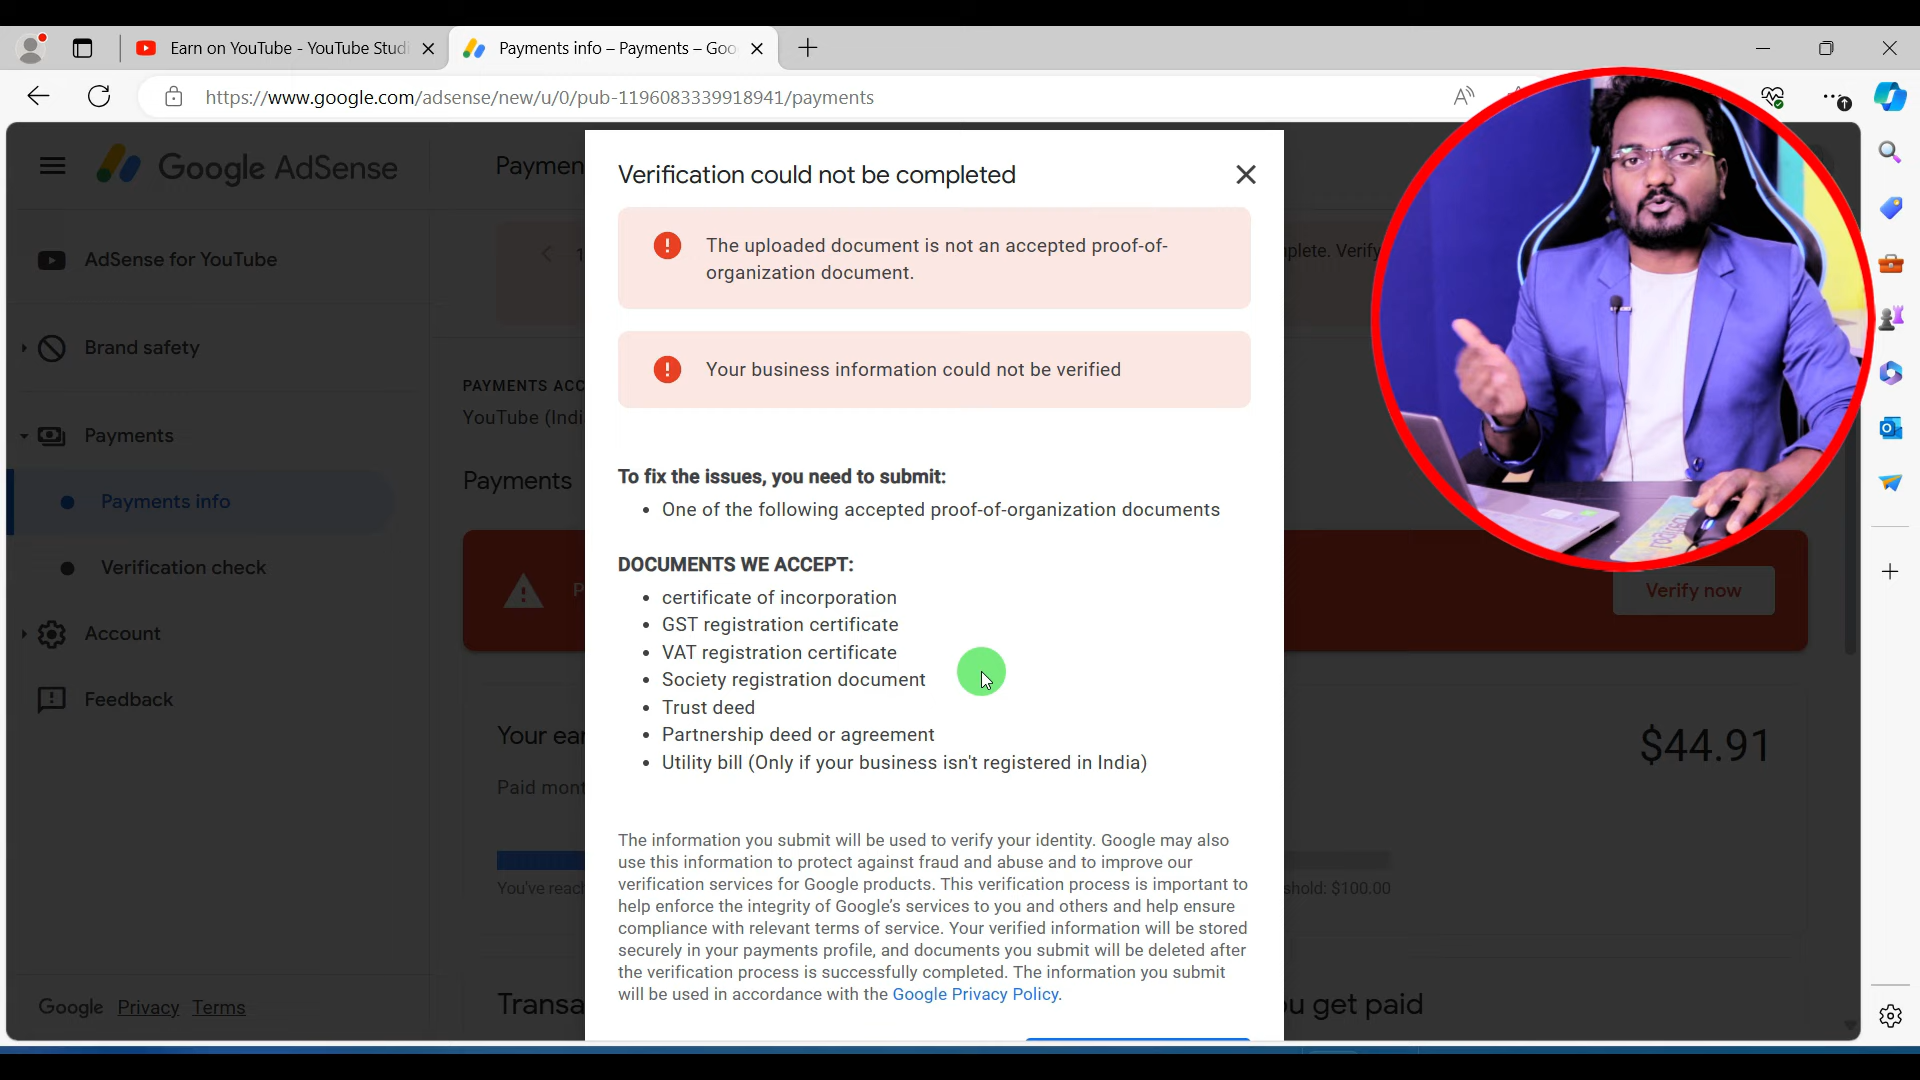 Earn on YouTube - YouTube Studi
Payments info – Payments – Goo
https://www.google.com/adsense/new/u/0/pub-1196083339918941/payments
Google AdSense
Paymen
AdSense for YouTube
Brand safety
Payments
Payments info
Verification check
Account
Feedback
Google Privacy Terms
PAYMENTS ACC
YouTube (Indi
Payments
Your ear
Paid mont
You've reac
Transa
Verification could not be completed
The uploaded document is not an accepted proof-of-
organization document.
Your business information could not be verified
To fix the issues, you need to submit:
• One of the following accepted proof-of-organization documents
DOCUMENTS WE ACCEPT:
• certificate of incorporation
• GST registration certificate
• VAT registration certificate
• Society registration document
• Trust deed
• Partnership deed or agreement
• Utility bill (Only if your business isn't registered in India)
The information you submit will be used to verify your identity. Google may also
use this information to protect against fraud and abuse and to improve our
verification services for Google products. This verification process is important to
help enforce the integrity of Google's services to you and others and help ensure
compliance with relevant terms of service. Your verified information will be stored
securely in your payments profile, and documents you submit will be deleted after
the verification process is successfully completed. The information you submit
will be used in accordance with the Google Privacy Policy.
plete. Verify
Verify now
$44.91
shold: $100.00
u get paid